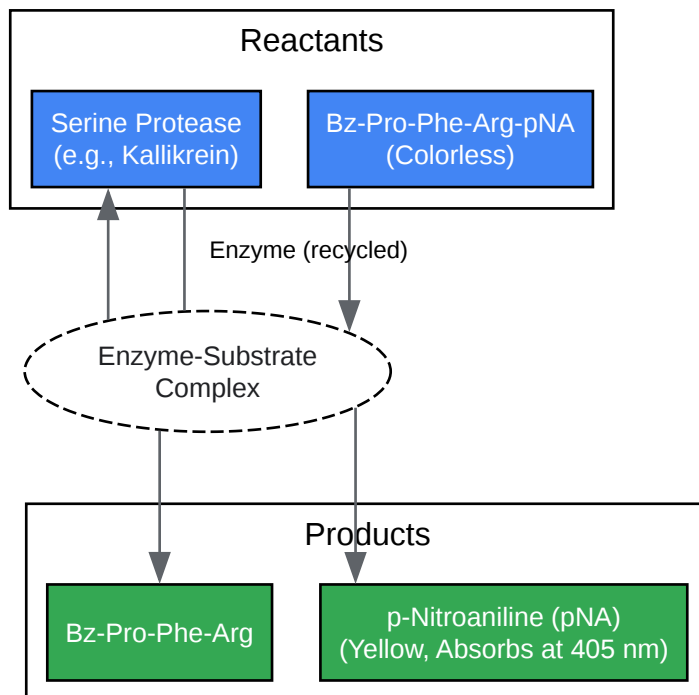 Reactants
Serine Protease
(e.g., Kallikrein)
Bz-Pro-Phe-Arg-pNA
(Colorless)
Enzyme (recycled)
Enzyme-Substrate
Complex
Products
Bz-Pro-Phe-Arg
p-Nitroaniline (pNA)
(Yellow, Absorbs at 405 nm)